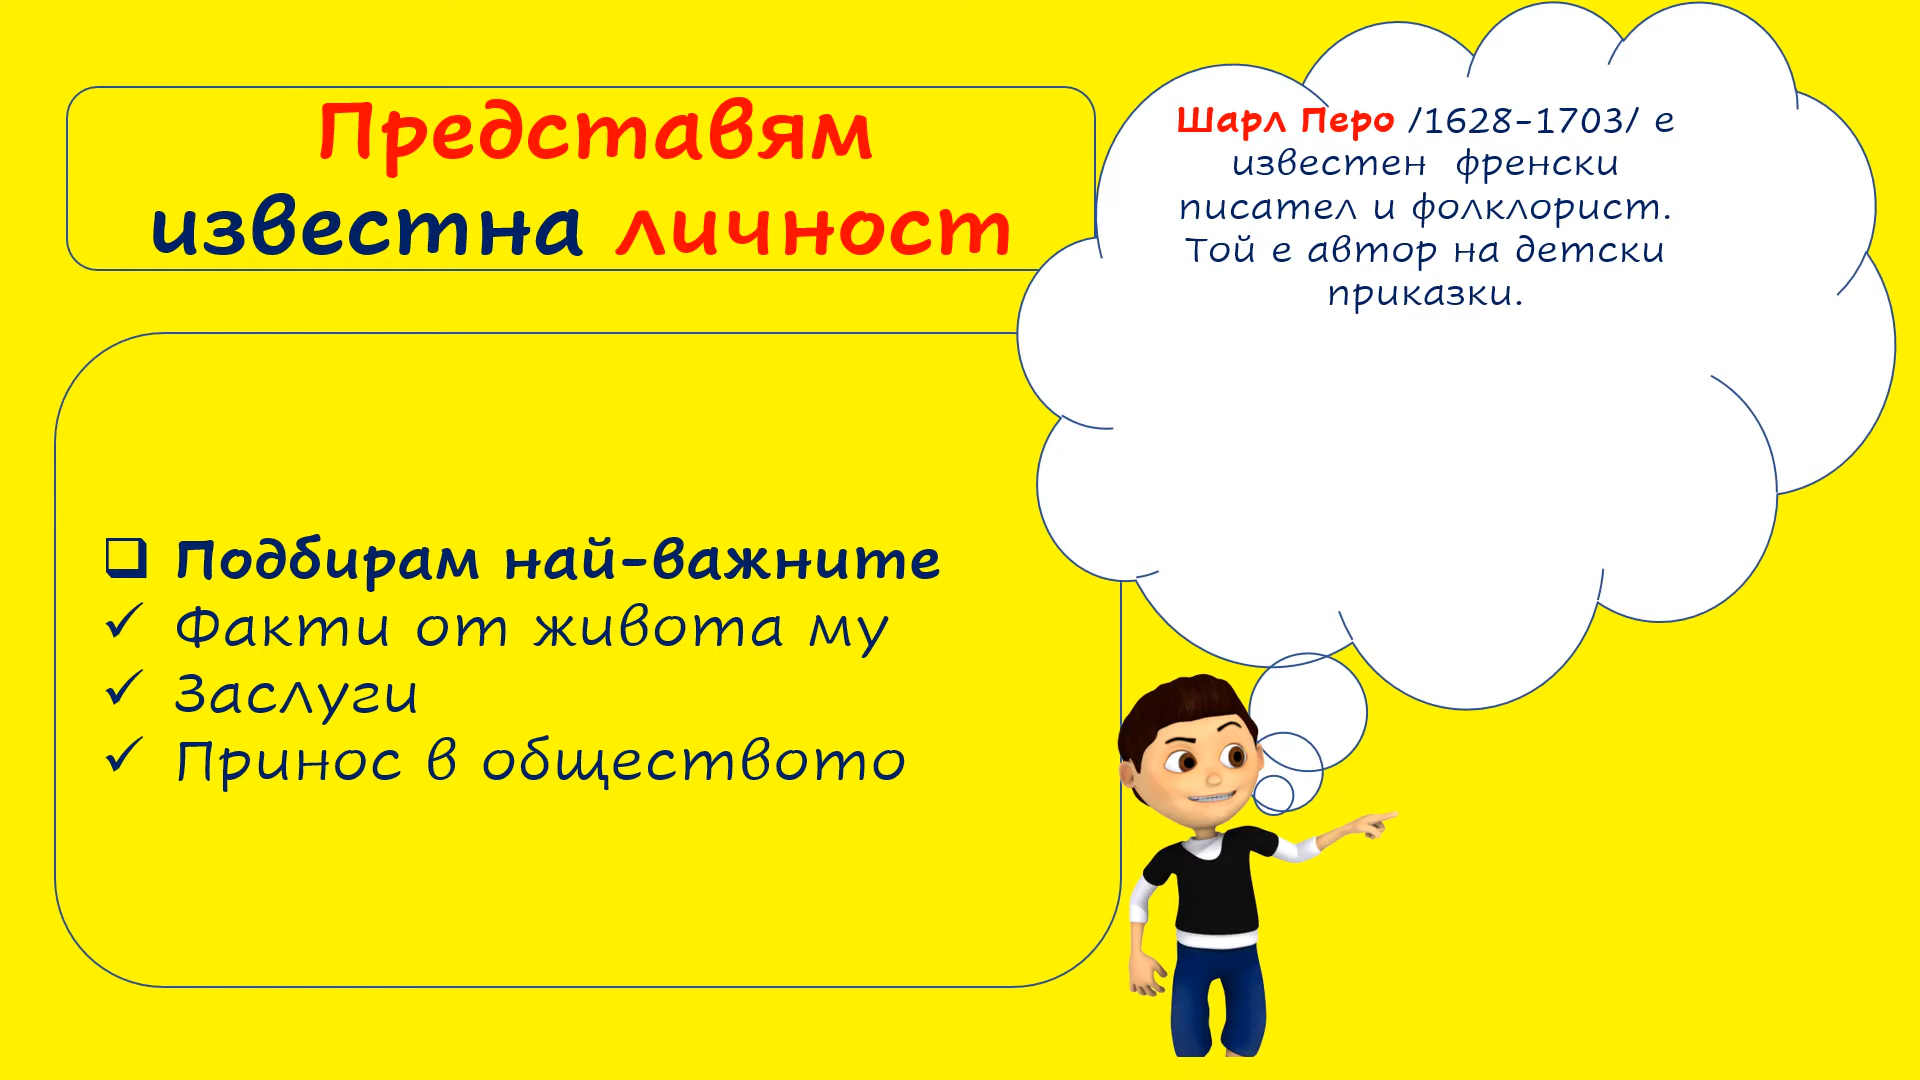 Представям
известна личност
Подбирам най-важните
Факти от живота му
Заслуги
Принос в обществото
Шарл Перо /1628-1703/ е
известен френски
писател и фолклорист.
Той е автор на детски
приказки.